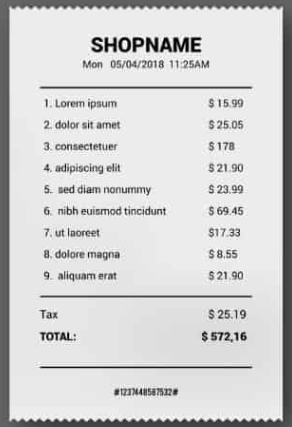 SHOPNAME
Mon 05/04/2018 11:25AM
1. Lorem ipsum $ 15.99
2. dolor sit amet $ 25.05
3. consectetuer $ 178
4. adipiscing elit $ 21.90
5. sed diam nonummy $ 23.99
6. nibh euismod tincidunt $ 69.45
7. ut laoreet $17.33
8. dolore magna $ 8.55
9. aliquam erat $ 21.90
Tax $ 25.19
TOTAL: $ 572,16
#1237448587532#